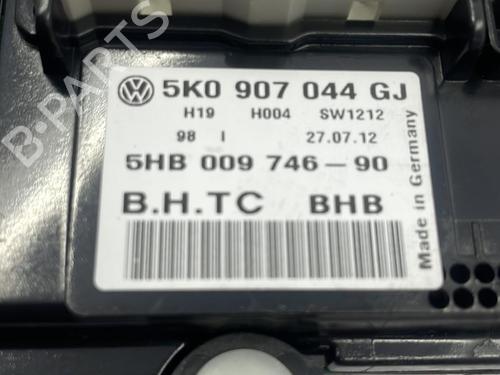 5K0 907 044 GJ
H19 H004 SW1212
98 I 27.07.12
5HB 009 746-90
B.H.TC BHB
Made in Germany
B-PARTS